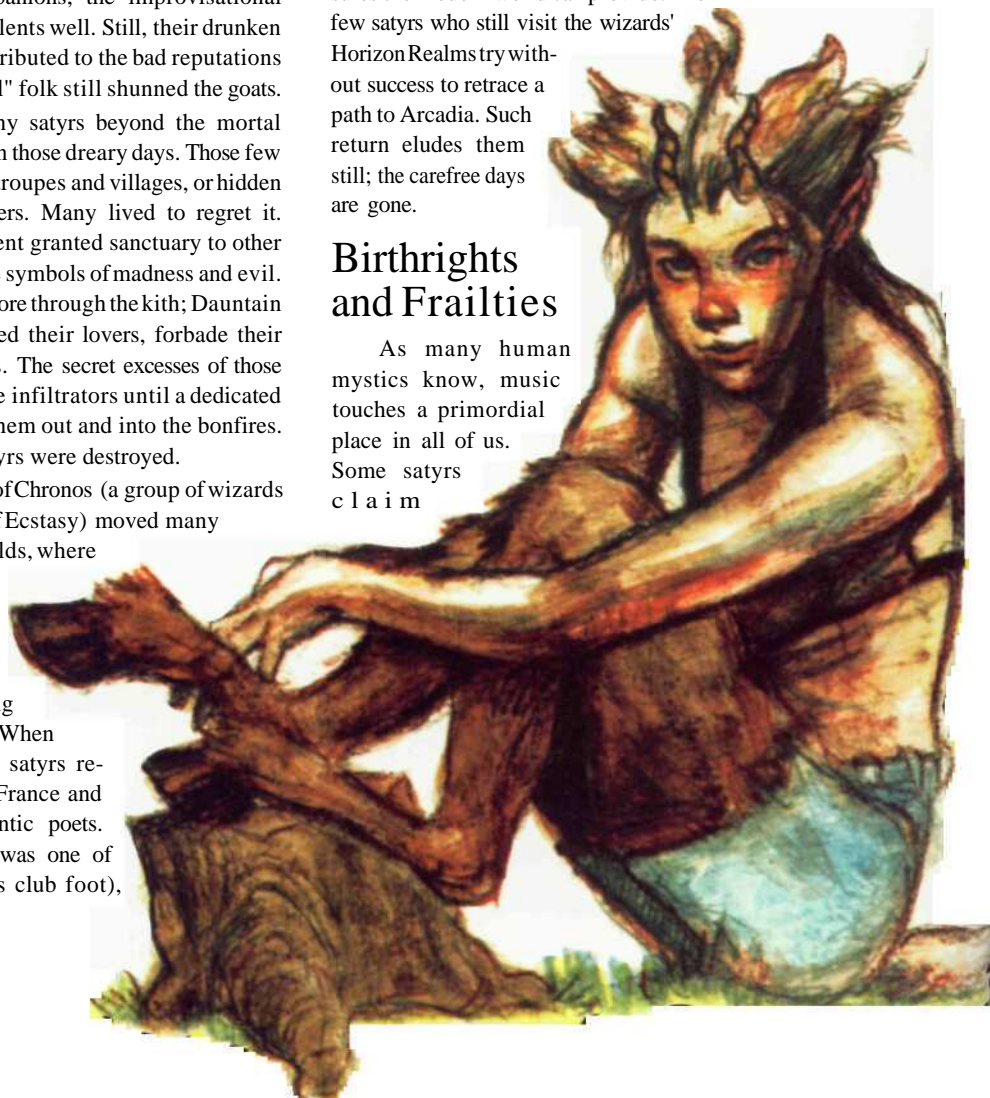 the improvisational
lents well. Still, their drunken
tributed to the bad reputations
folk still shunned the goats.
satyrs beyond the mortal
those dreary days. Those few
roupes and villages, or hidden
ers. Many lived to regret it.
ent granted sanctuary to other
symbols of madness and evil.
ore through the kith; Dauntain
ed their lovers, forbade their
The secret excesses of those
infiltrators until a dedicated
hem out and into the bonfires.
yrs were destroyed.
of Chronos (a group of wizards
f Ecstasy) moved many
lds, where
g
When
satyrs re-
France and
ntic poets.
was one of
s club foot),
few satyrs who still visit the wizards'
Horizon Realms try with-
out success to retrace a
path to Arcadia. Such
return eludes them
still; the carefree days
are gone.
Birthrights
and Frailties
As many human
mystics know, music
touches a primordial
place in all of us.
Some satyrs
claim